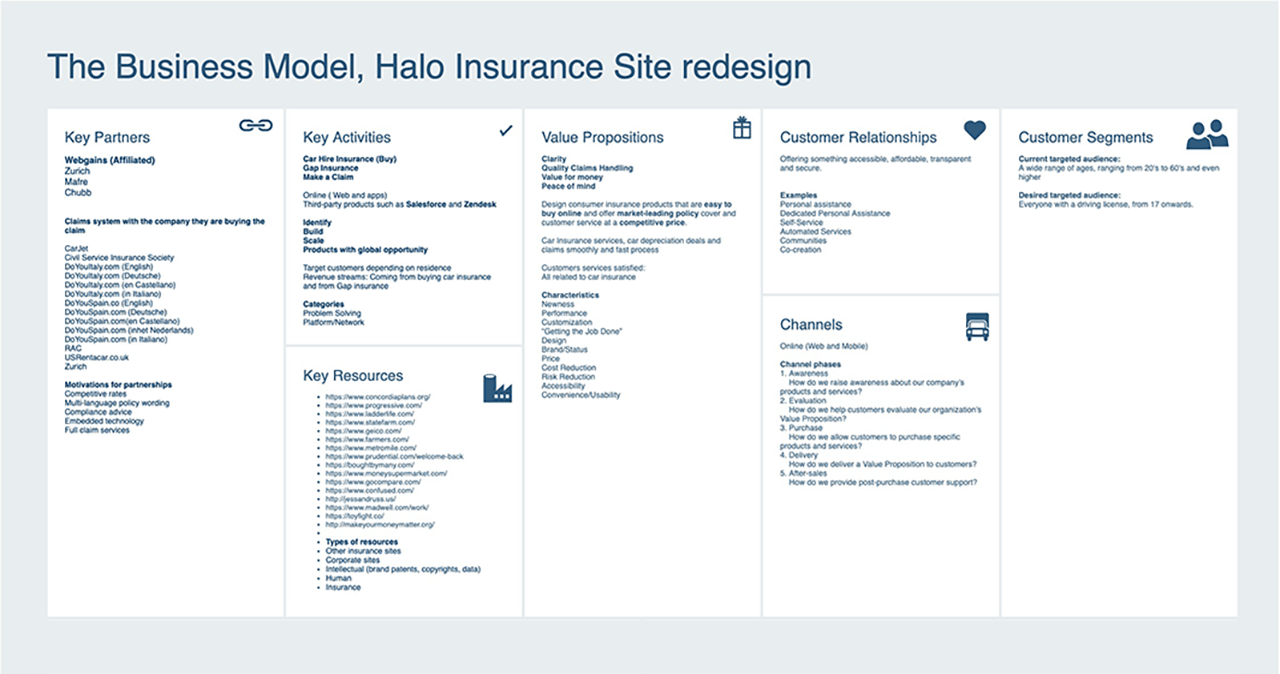 The Business Model, Halo Insurance Site redesign
Key Partners
Webgains (Affiliated)
Zurich
Mafre
Chubb
Claims system with the company they are buying the
claim
CarJet
Civil Service Insurance Society
DoYouItaly.com (English)
DoYouItaly.com (Deutsche)
DoYouItaly.com (en Castellano)
DoYouItaly.com (in Italiano)
DoYouSpain.co (English)
DoYouSpain.com (Deutsche)
DoYouSpain.com(en Castellano)
DoYouSpain.com (inhet Nederlands)
DoYouSpain.com (in Italiano)
RAC
USRentacar.co.uk
Zurich
Motivations for partnerships
Competitive rates
Multi-language policy wording
Compliance advice
Embedded technology
Full claim services
Key Activities
Car Hire Insurance (Buy)
Gap Insurance
Make a Claim
Online ( Web and apps)
Third-party products such as Salesforce and Zendesk
Identify
Build
Scale
Products with global opportunity
Target customers depending on residence
Revenue streams: Coming from buying car insurance
and from Gap insurance
Categories
Problem Solving
Platform/Network
Key Resources
• https://www.concordiaplans.org/
• https://www.progressive.com/
• https://www.ladderlife.com/
• https://www.statefarm.com/
• https://www.geico.com/
• https://www.farmers.com/
• https://www.metromile.com/
• https://www.prudential.com/welcome-back
• https://boughtbymany.com/
• https://www.moneysupermarket.com/
• https://www.gocompare.com/
• https://www.confused.com/
• http://jessandruss.us/
• https://www.madwell.com/work/
• https://toyfight.co/
• http://makeyourmoneymatter.org/
•
• Types of resources
• Other insurance sites
• Corporate sites
• Intellectual (brand patents, copyrights, data)
• Human
• Insurance
Value Propositions
Clarity
Quality Claims Handling
Value for money
Peace of mind
Design consumer insurance products that are easy to
buy online and offer market-leading policy cover and
customer service at a competitive price.
Car Insurance services, car depreciation deals and
claims smoothly and fast process
Customers services satisfied:
All related to car insurance
Characteristics
Newness
Performance
Customization
"Getting the Job Done"
Design
Brand/Status
Price
Cost Reduction
Risk Reduction
Accessibility
Convenience/Usability
Customer Relationships
Offering something accessible, affordable, transparent
and secure.
Examples
Personal assistance
Dedicated Personal Assistance
Self-Service
Automated Services
Communities
Co-creation
Channels
Online (Web and Mobile)
Channel phases
1. Awareness
How do we raise awareness about our company's
products and services?
2. Evaluation
How do we help customers evaluate our organization's
Value Proposition?
3. Purchase
How do we allow customers to purchase specific
products and services?
4. Delivery
How do we deliver a Value Proposition to customers?
5. After-sales
How do we provide post-purchase customer support?
Customer Segments
Current targeted audience:
A wide range of ages, ranging from 20's to 60's and even
higher
Desired targeted audience:
Everyone with a driving license, from 17 onwards.